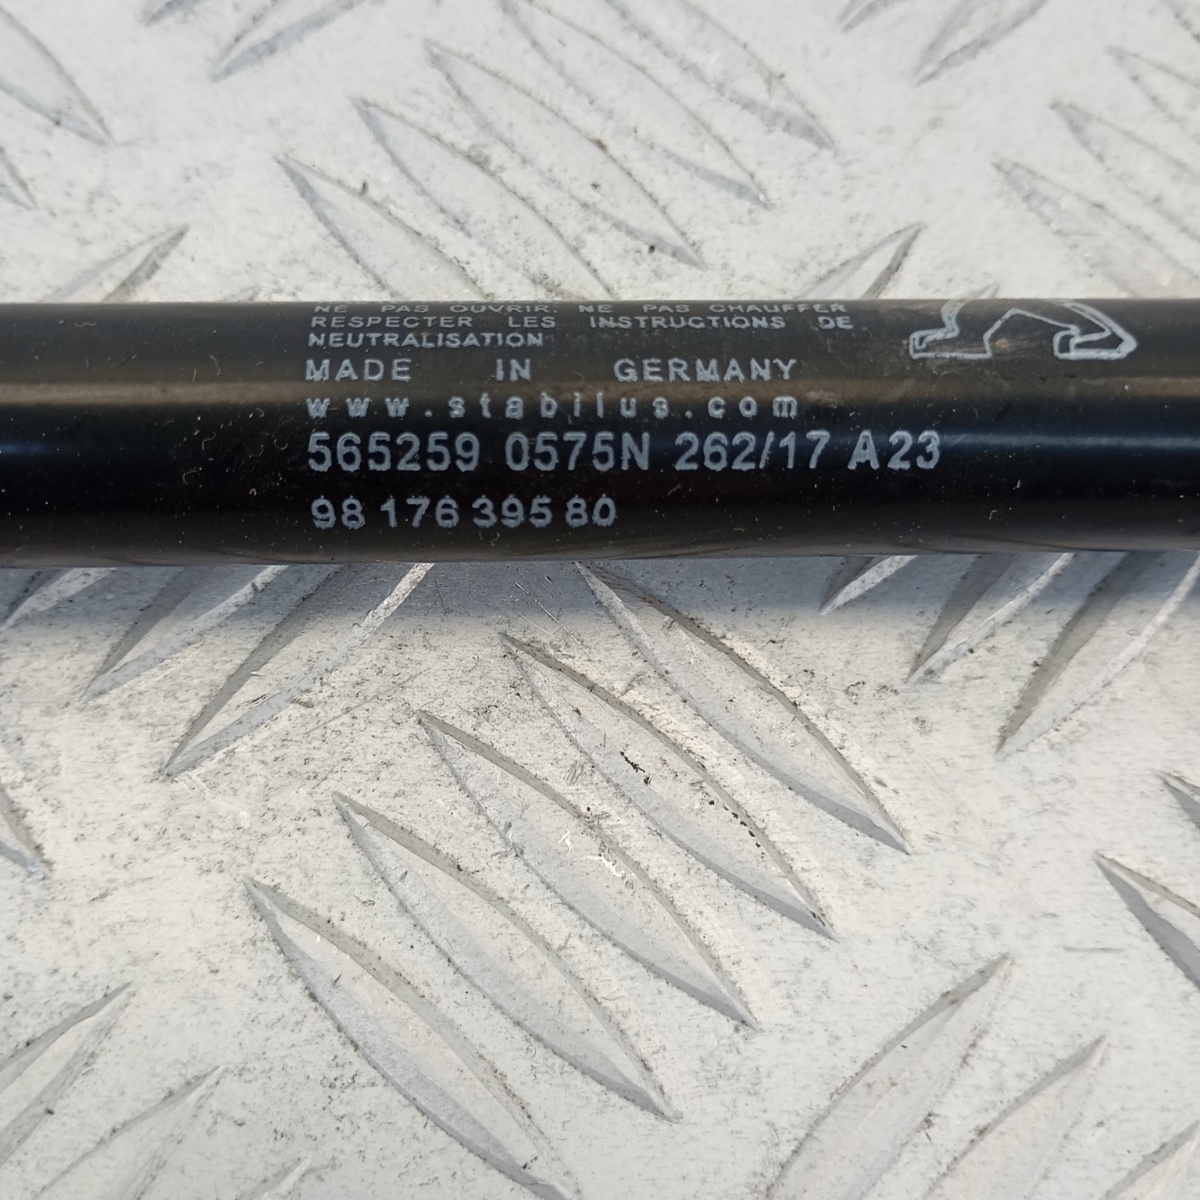 NE PAS OUVRIR. NE PAS CHAUFFER
RESPECTER LES INSTRUCTIONS DE
NEUTRALISATION
MADE IN GERMANY
www.stabilus.com
565259 0575N 262/17 A23
98 176 395 80